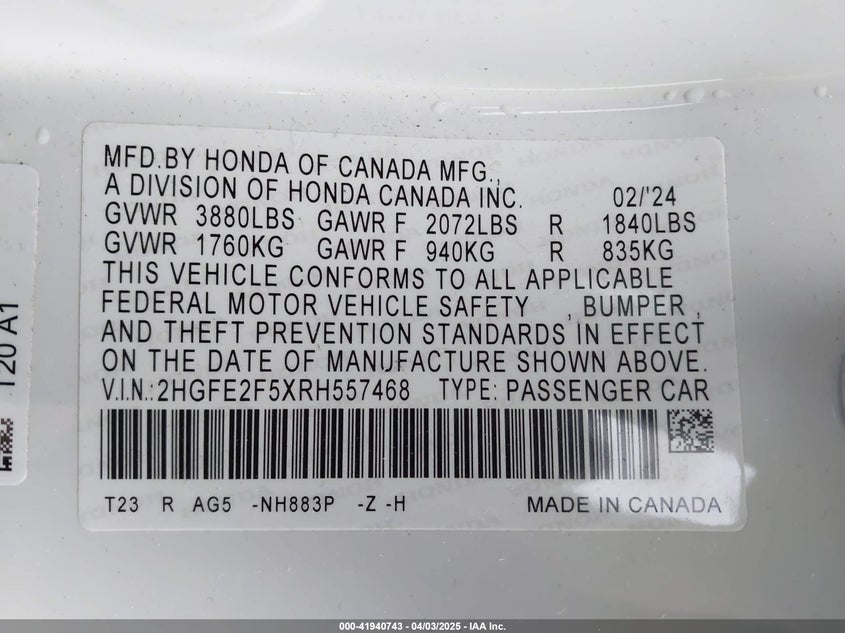 MFD.BY HONDA OF CANADA MFG.,
A DIVISION OF HONDA CANADA INC. 02/'24
GVWR 3880LBS GAWR F 2072LBS R 1840LBS
GVWR 1760KG GAWR F 940KG R 835KG
THIS VEHICLE CONFORMS TO ALL APPLICABLE
FEDERAL MOTOR VEHICLE SAFETY , BUMPER ,
AND THEFT PREVENTION STANDARDS IN EFFECT
ON THE DATE OF MANUFACTURE SHOWN ABOVE.
V.I.N.:2HGFE2F5XRH557468 TYPE: PASSENGER CAR
T23 R AG5 -NH883P -Z -H MADE IN CANADA
T20 A1
000-41940743 - 04/03/2025 - IAA Inc.